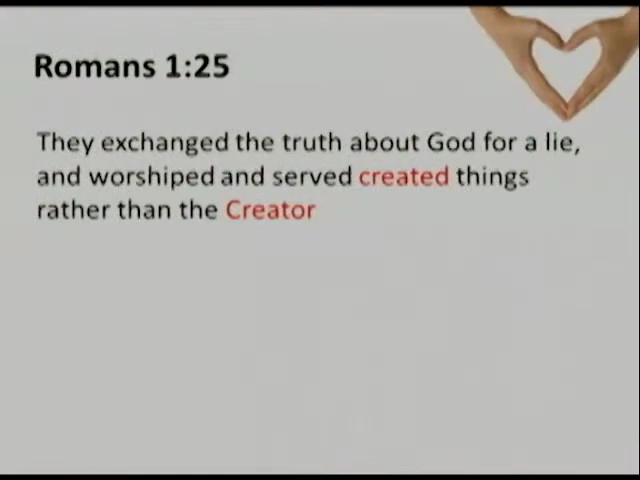 Romans 1:25
They exchanged the truth about God for a lie,
and worshiped and served created things
rather than the Creator